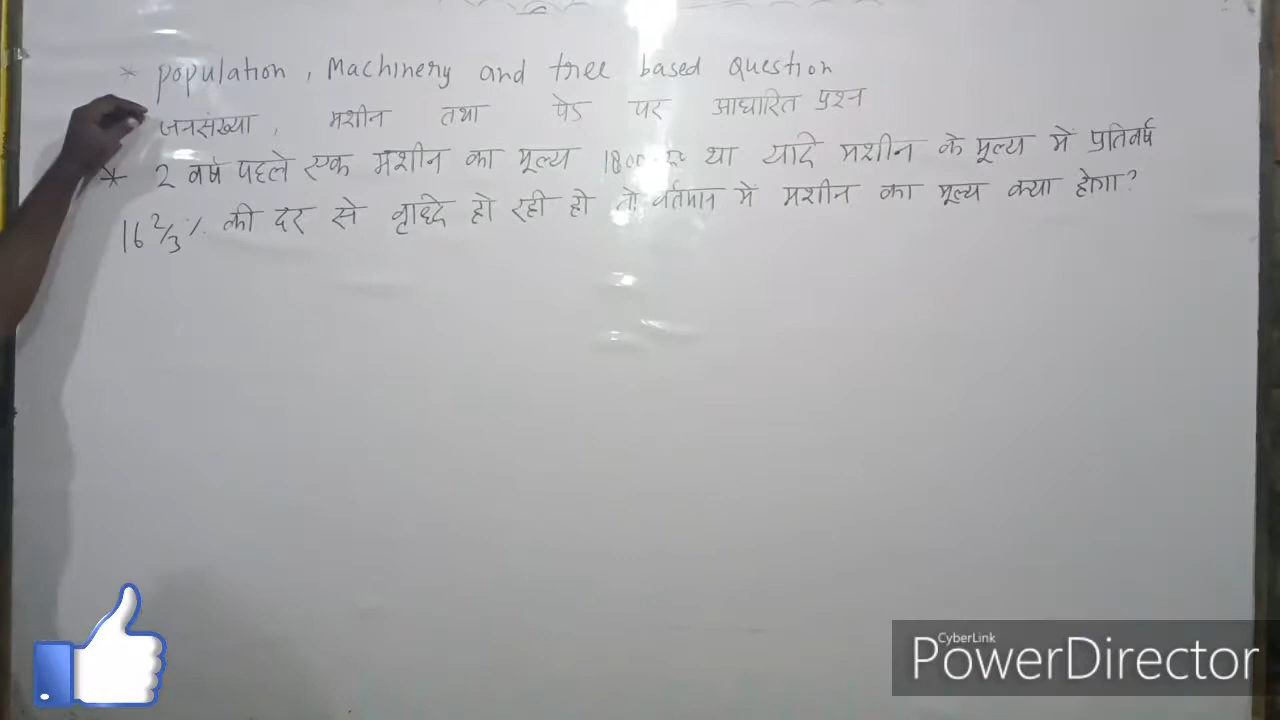 * population, Machinery and tree based Question
जनसंख्या, मशीन तथा पेड पर आधारित प्रश्न
* 2 वर्ष पहले एक मशीन का मूल्य 1800 रू था यदि मशीन के मूल्य में प्रतिवर्ष
16 2/3 % की दर से वृध्दि हो रही हो तो वर्तमान मे मशीन का मूल्य क्या होगा?
CyberLink
PowerDirector